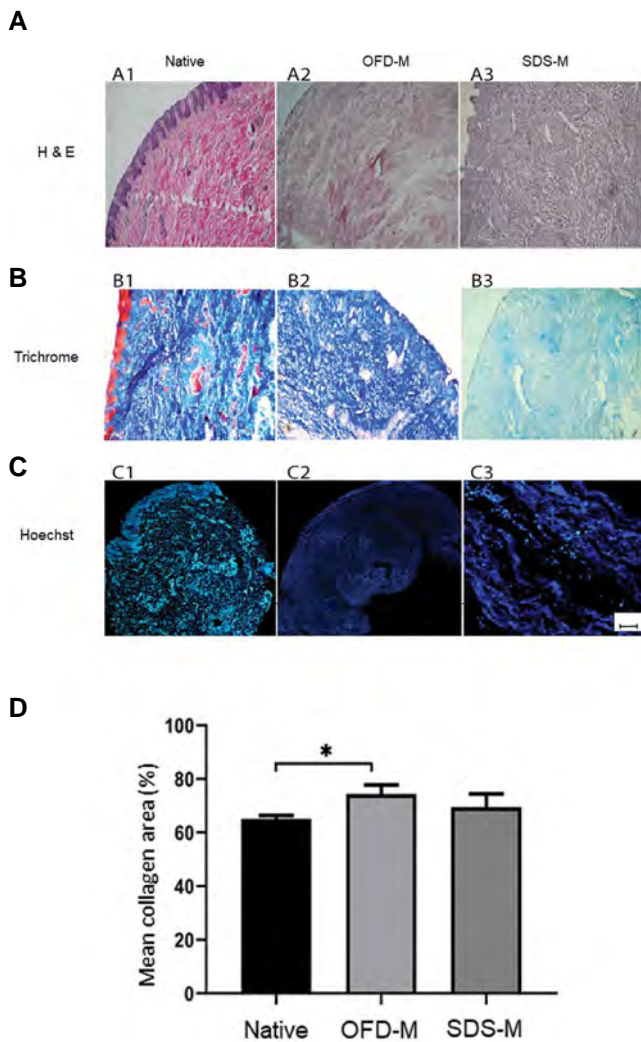 A
Native OFD-M SDS-M
A1 A2 A3
H & E
B
B1 B2 B3
Trichrome
C
C1 C2 C3
Hoechst
D
100
80
60
40
20
0
Mean collagen area (%)
*
Native OFD-M SDS-M